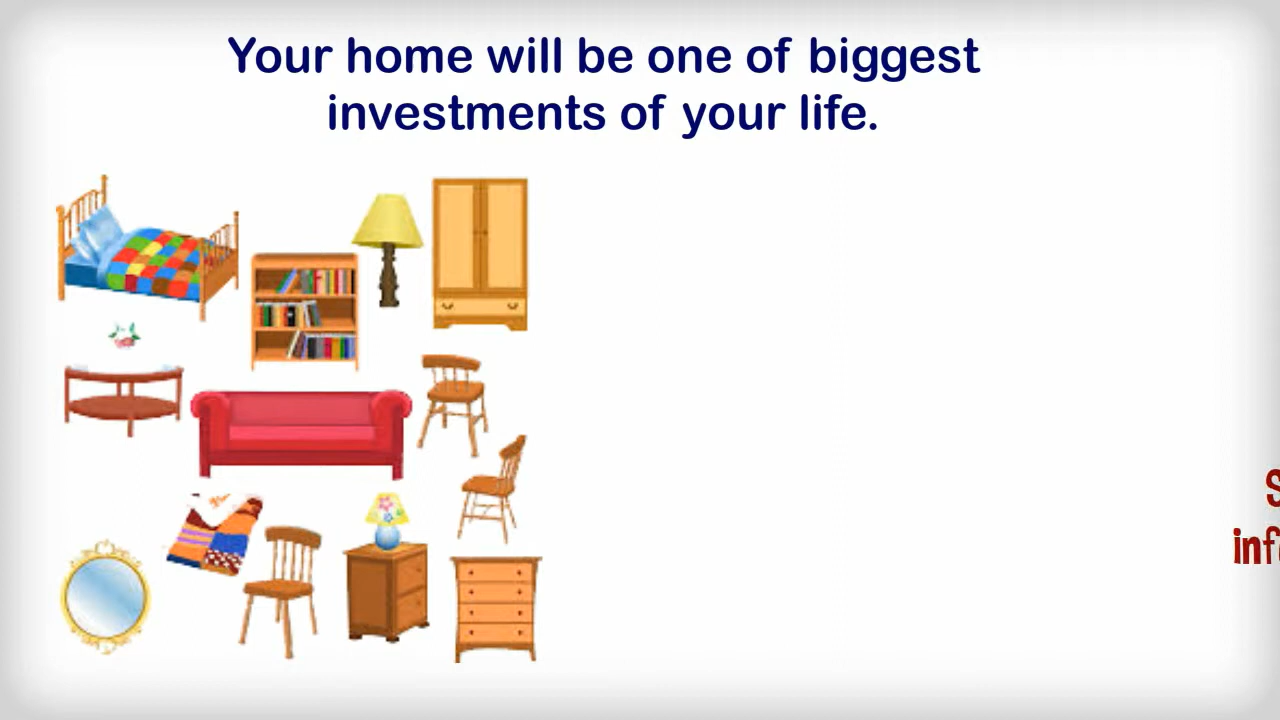 Your home will be one of biggest
investments of your life.